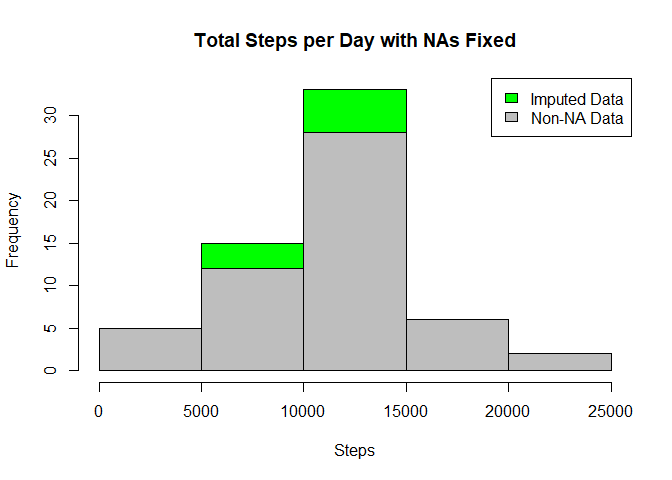 Total Steps per Day with NAs Fixed
Imputed Data
Non-NA Data
Frequency
30
25
20
15
10
5
0
0 5000 10000 15000 20000 25000
Steps